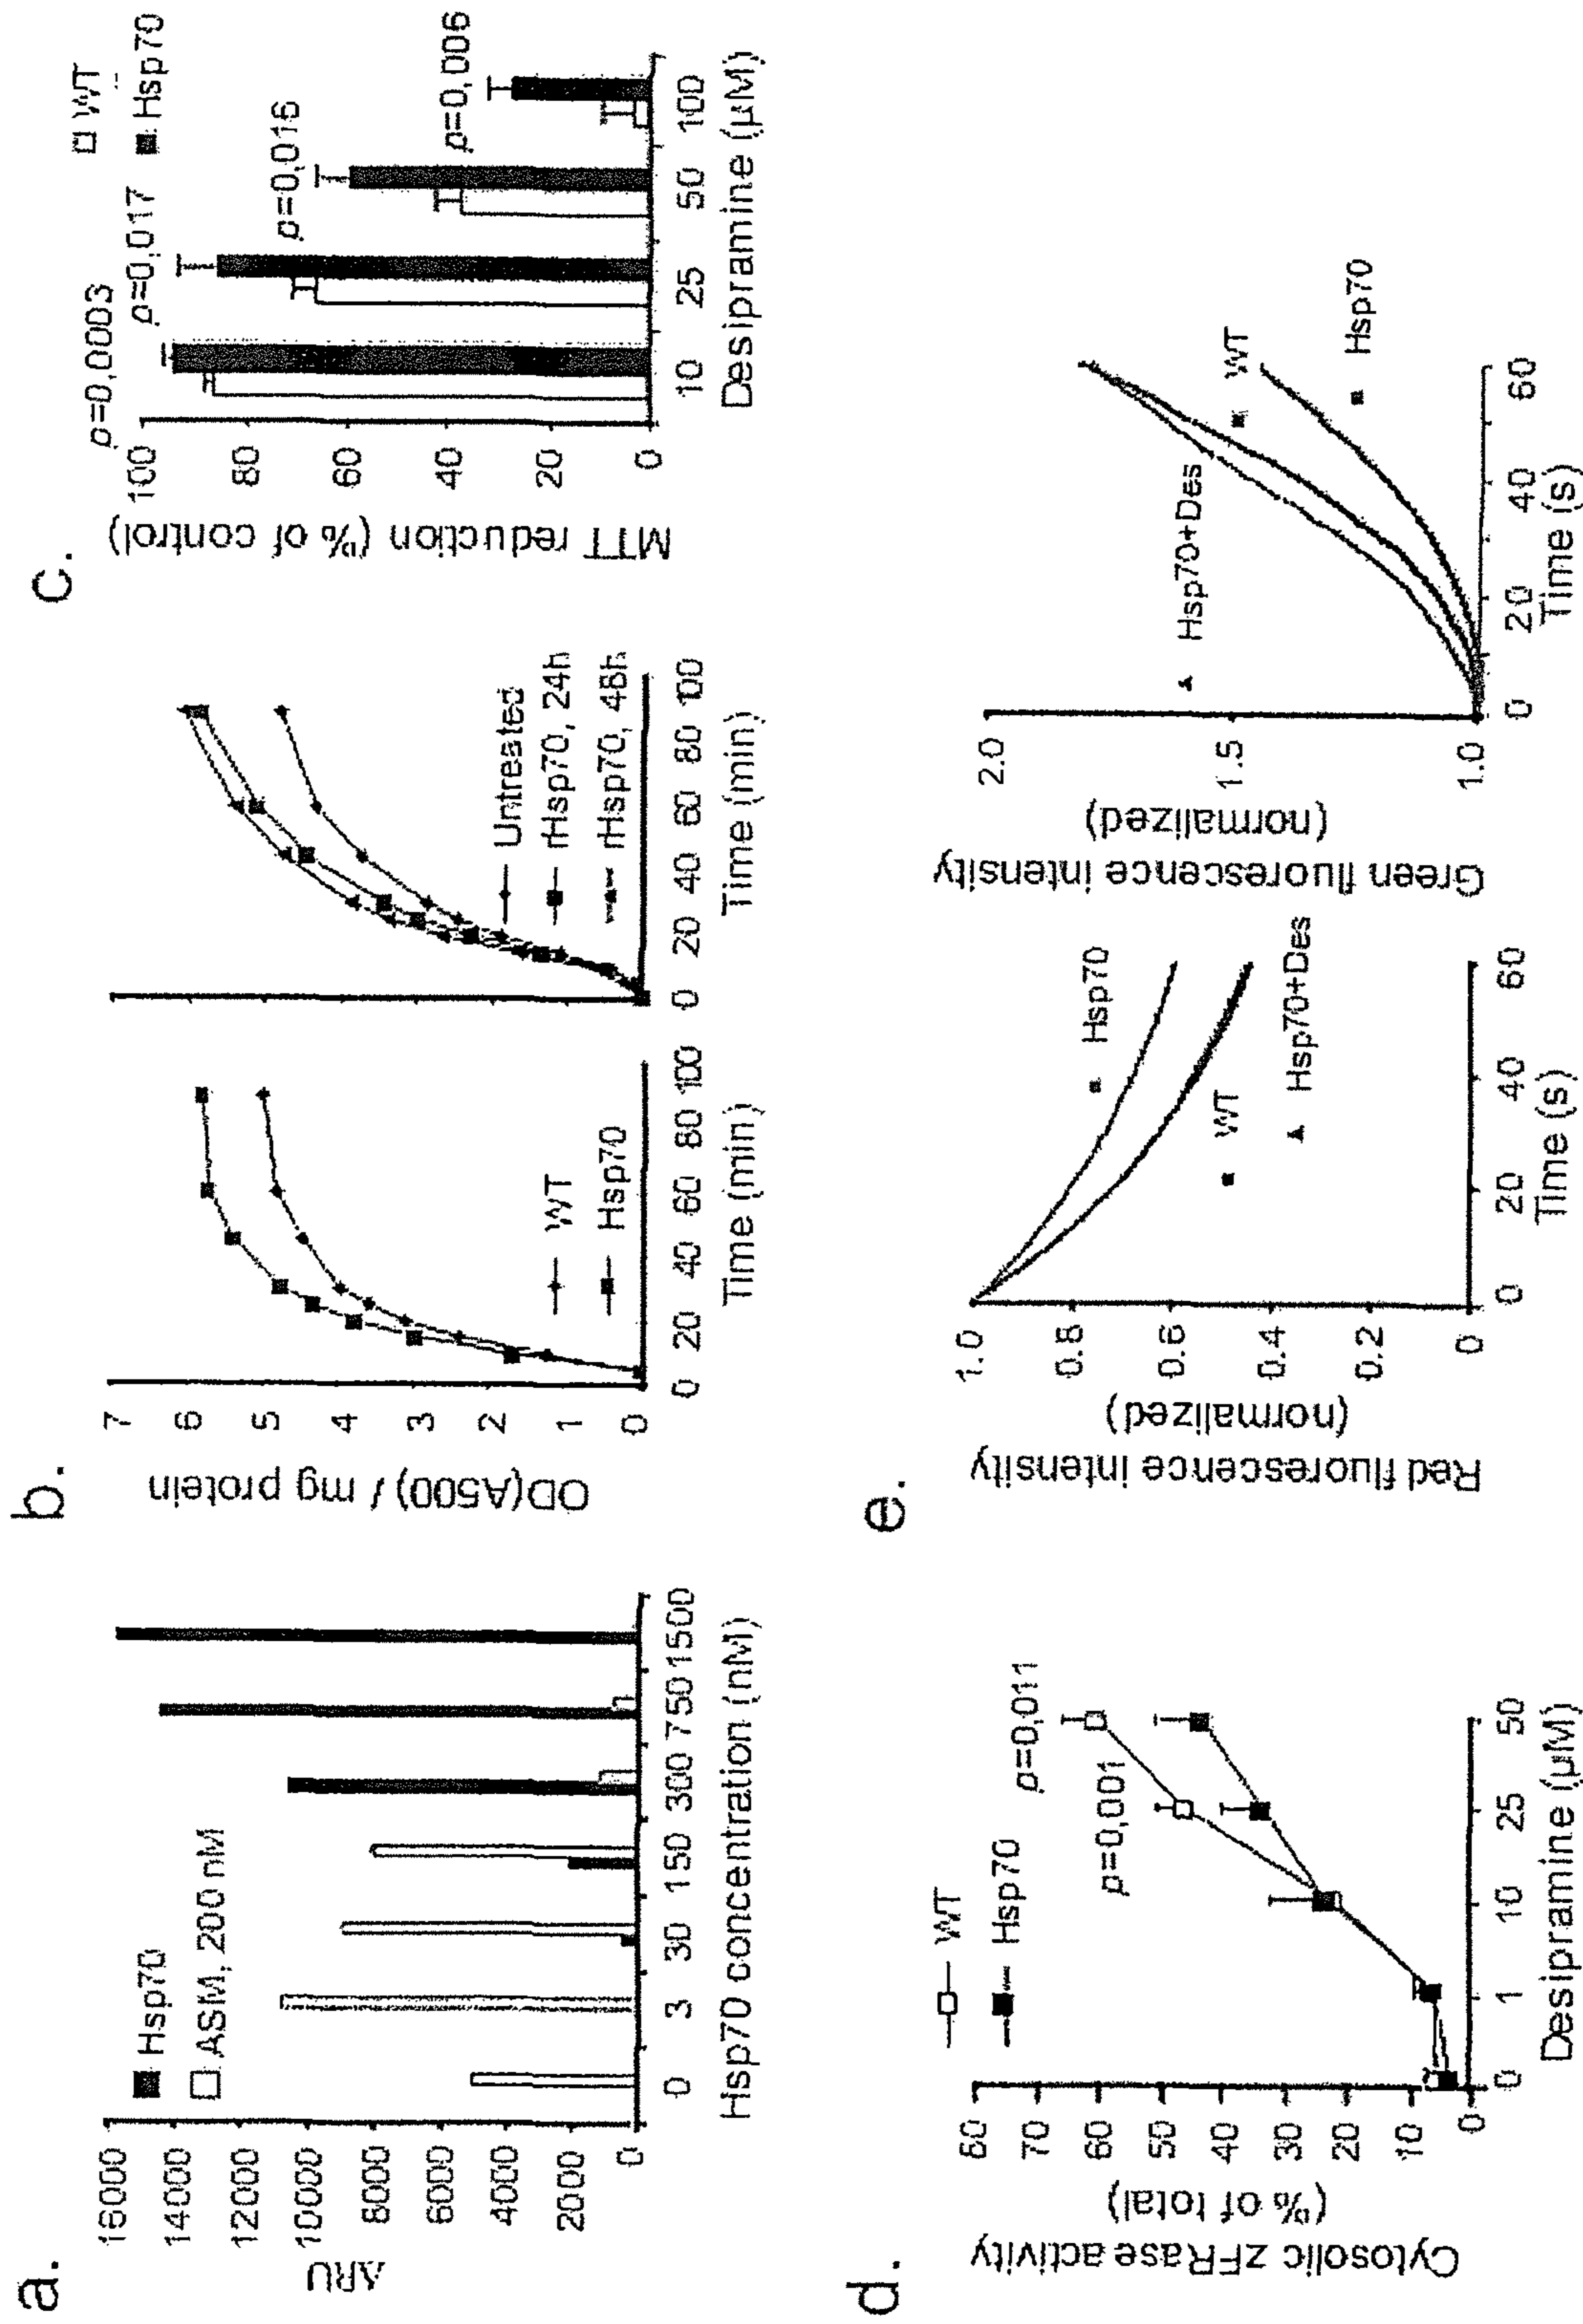 a.
ΔRU
16000
14000
12000
10000
8000
6000
4000
2000
0
Hsp70
ASM, 200 nM
0 3 30 150 300 750 1500
Hsp70 concentration (nM)
b.
OD(A500) / mg protein
7
6
5
4
3
2
1
0
WT
Hsp70
0 20 40 60 80 100
Time (min)
Untreated
rHsp70, 24h
rHsp70, 48h
0 20 40 60 80 100
Time (min)
c.
MTT reduction (% of control)
100
80
60
40
20
0
WT
Hsp70
p=0,0003
p=0,017
p=0,016
p=0,006
10 25 50 100
Desipramine (µM)
d.
Cytosolic zFRase activity
(% of total)
80
70
60
50
40
30
20
10
0
WT
Hsp70
p=0,001
p=0,011
0 1 10 25 50
Desipramine (µM)
e.
Red fluorescence intensity
(normalized)
1.0
0.8
0.6
0.4
0.2
0
Hsp70
WT
Hsp70+Des
0 20 40 60
Time (s)
Green fluorescence intensity
(normalized)
2.0
1.5
1.0
Hsp70+Des
WT
Hsp70
0 20 40 60
Time (s)